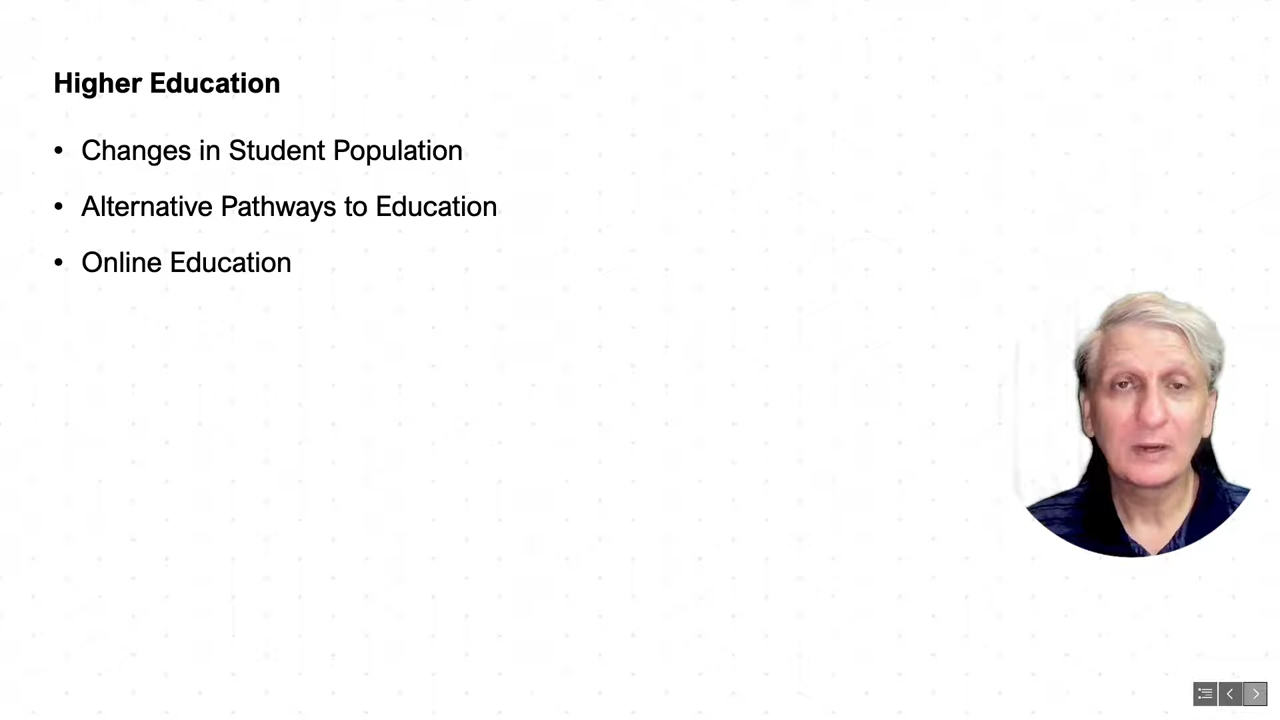 Higher Education
• Changes in Student Population
• Alternative Pathways to Education
• Online Education